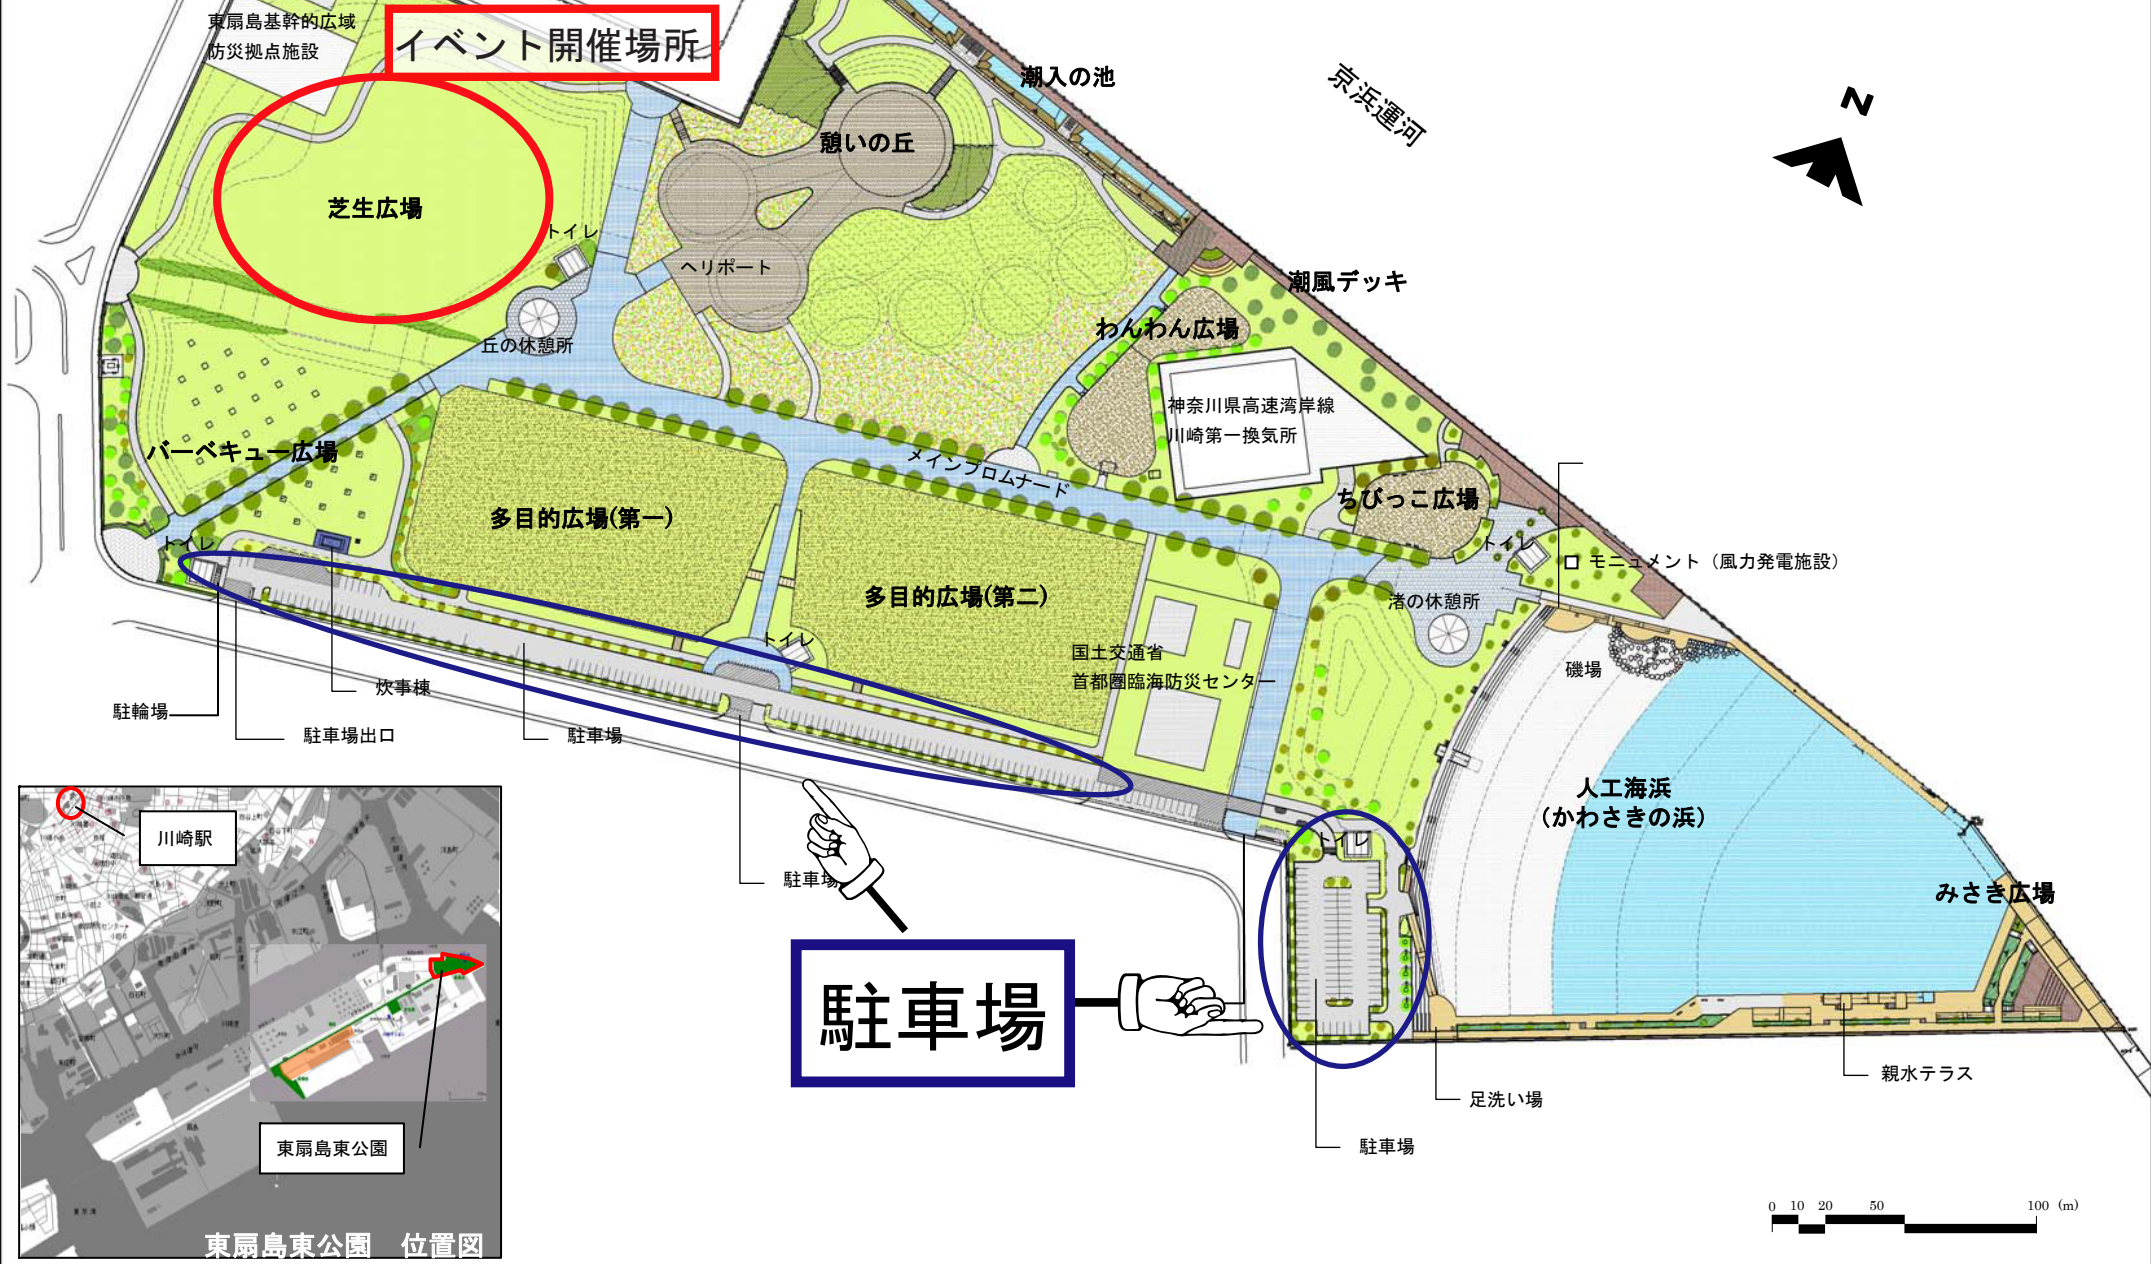 東扇島基幹的広域
防災拠点施設
イベント開催場所
潮入の池
京浜運河
N
憩いの丘
芝生広場
トイレ
ヘリポート
潮風デッキ
わんわん広場
丘の休憩所
神奈川県高速湾岸線
川崎第一換気所
バーベキュー広場
メインプロムナード
ちびっこ広場
多目的広場(第一)
トイレ
トイレ
モニュメント（風力発電施設）
多目的広場(第二)
渚の休憩所
トイレ
国土交通省
首都圏臨海防災センター
磯場
炊事棟
駐輪場
駐車場出口
駐車場
人工海浜
（かわさきの浜）
川崎駅
トイレ
駐車場
みさき広場
駐車場
親水テラス
足洗い場
駐車場
東扇島東公園
0 10 20 50 100 (m)
東扇島東公園　位置図